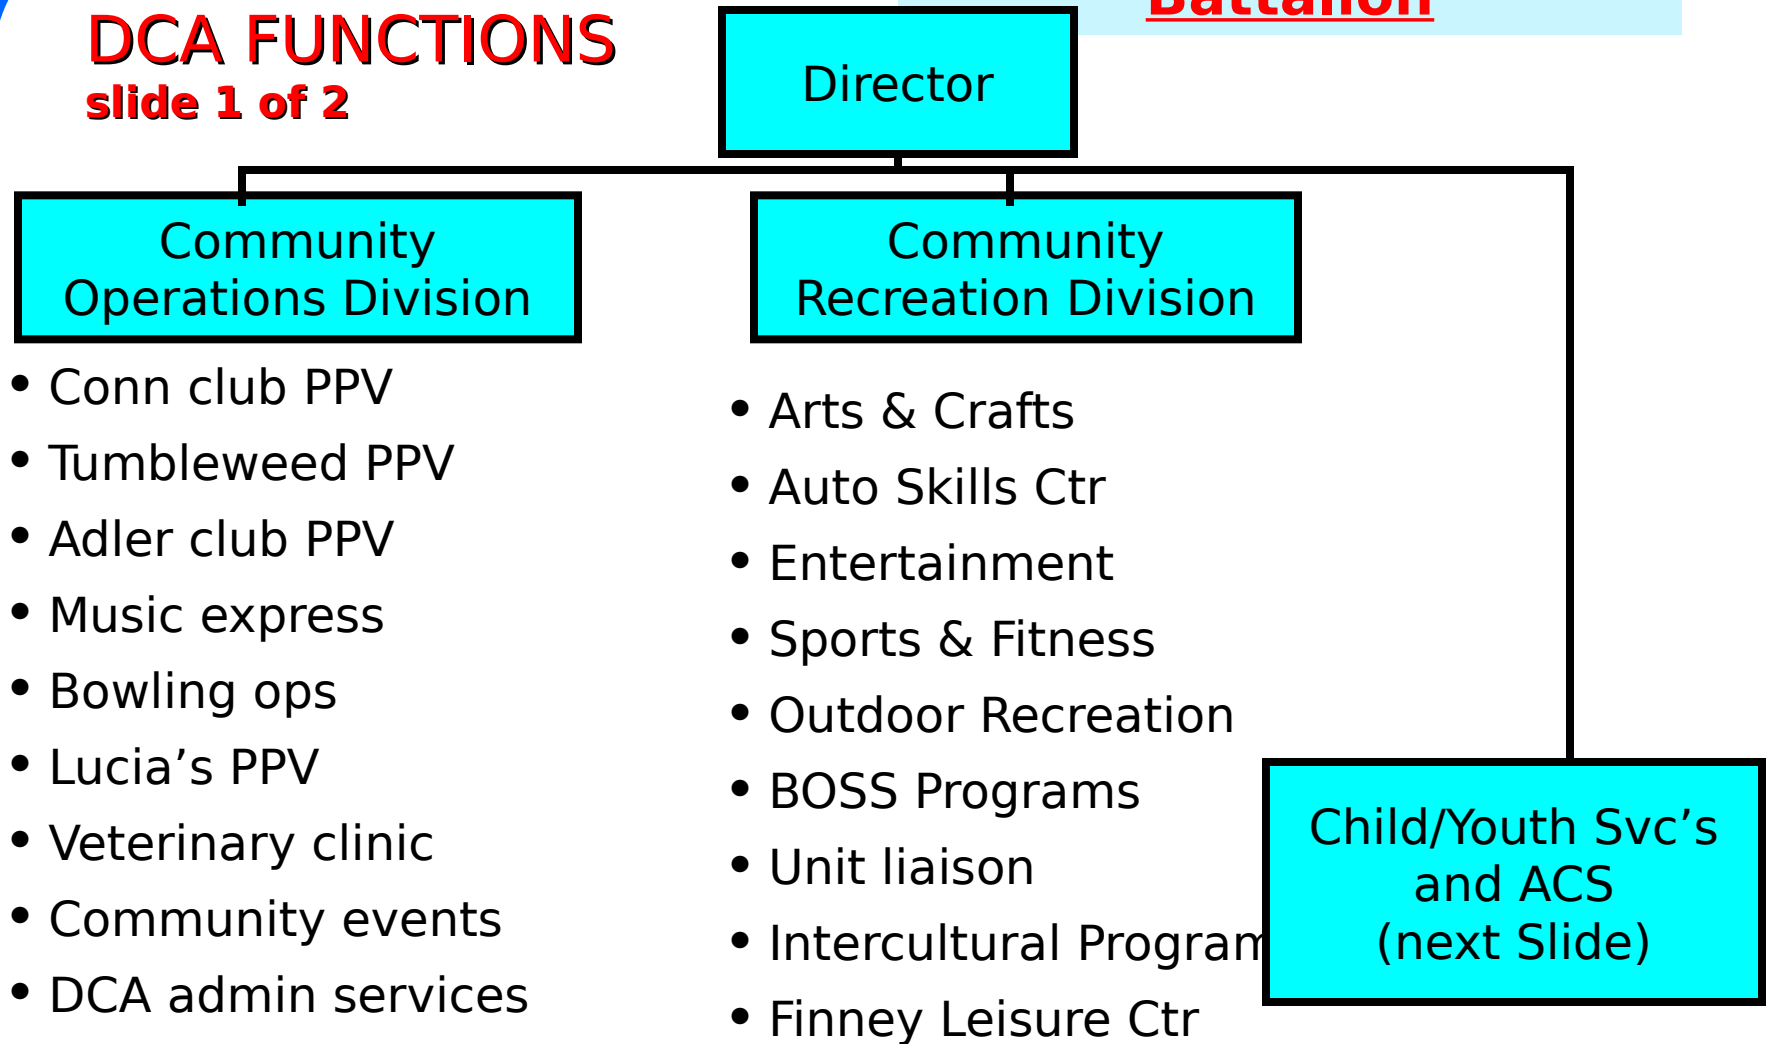 Battalion
DCA FUNCTIONS
slide 1 of 2
Director
Community
Operations Division
Community
Recreation Division
• Conn club PPV
• Tumbleweed PPV
• Adler club PPV
• Music express
• Bowling ops
• Lucia’s PPV
• Veterinary clinic
• Community events
• DCA admin services
• Arts & Crafts
• Auto Skills Ctr
• Entertainment
• Sports & Fitness
• Outdoor Recreation
• BOSS Programs
• Unit liaison
• Intercultural Program
• Finney Leisure Ctr
Child/Youth Svc’s
and ACS
(next Slide)